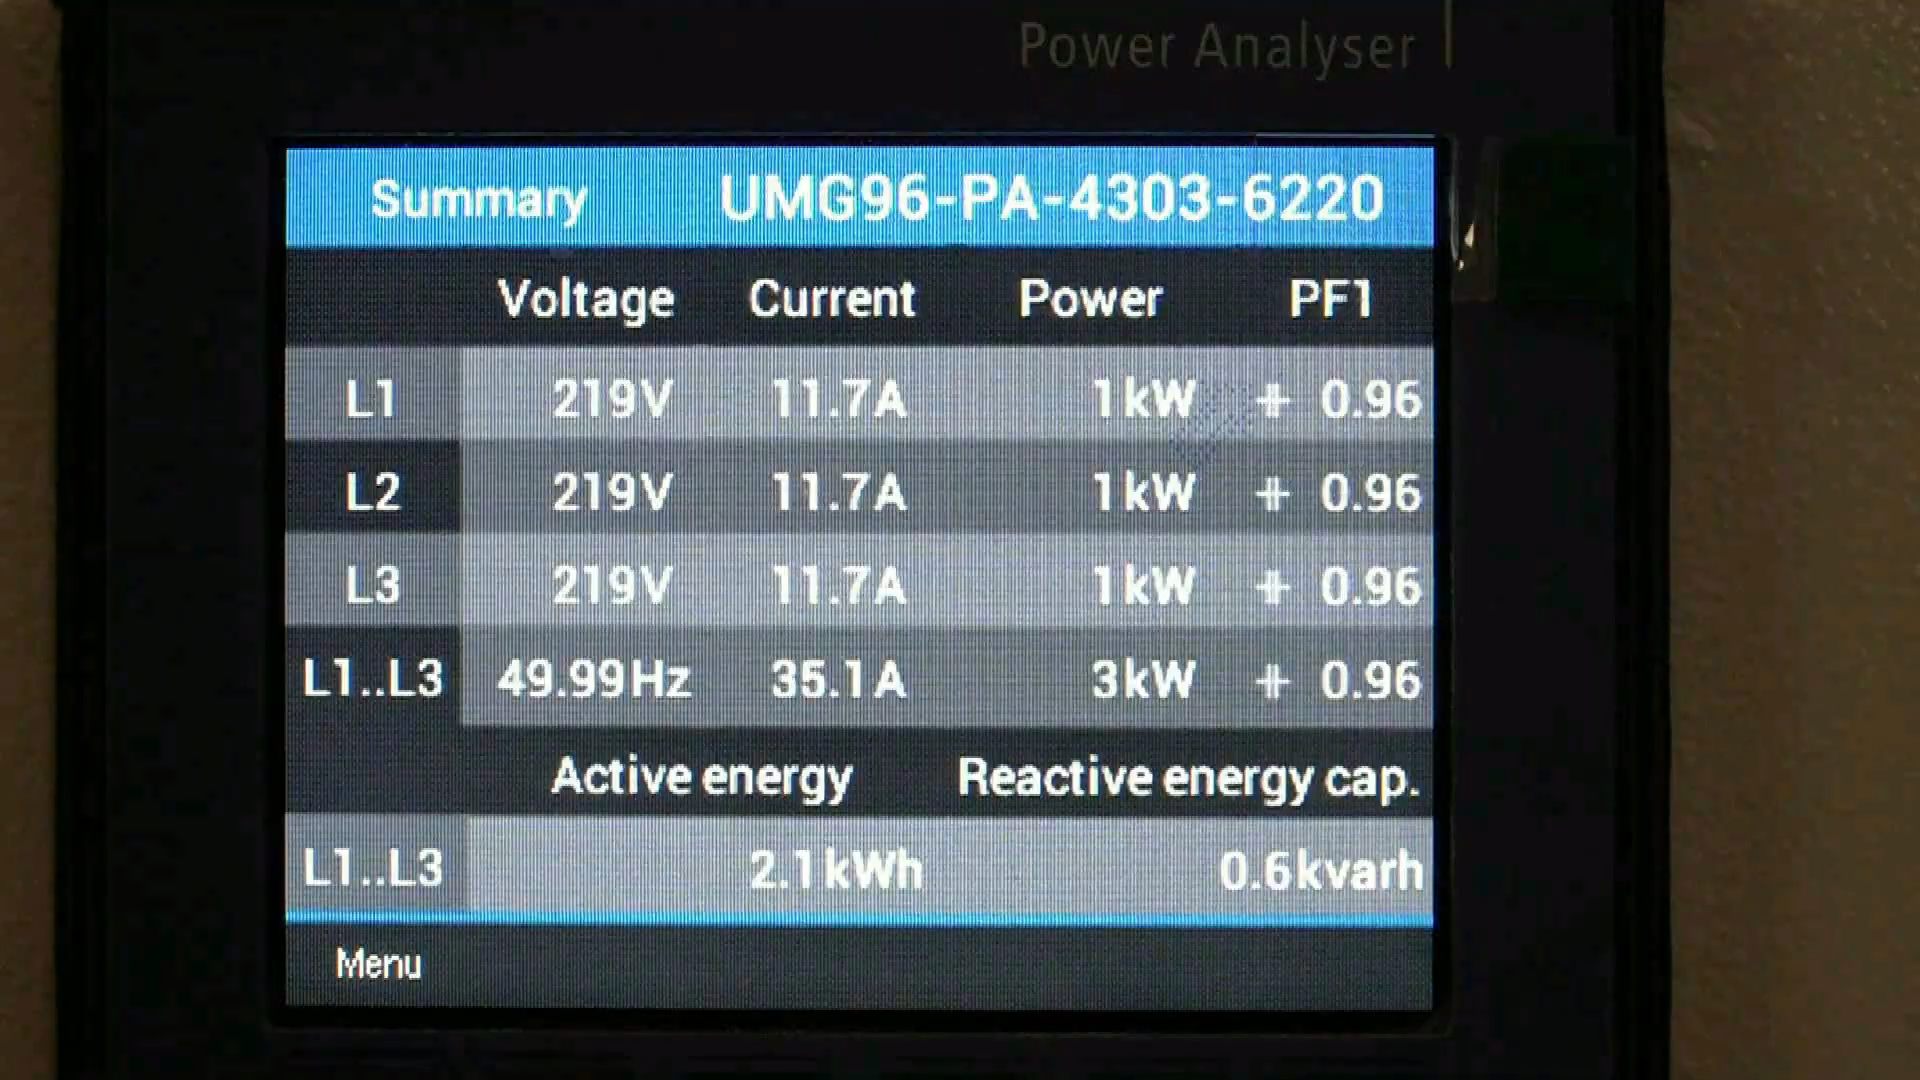 Power Analyser
Summary UMG96-PA-4303-6220
Voltage Current Power PF1
L1 219V 11.7A 1kW ⧺ 0.96
L2 219V 11.7A 1kW ⧺ 0.96
L3 219V 11.7A 1kW ⧺ 0.96
L1..L3 49.99Hz 35.1A 3kW ⧺ 0.96
Active energy Reactive energy cap.
L1..L3 2.1kWh 0.6kvarh
Menu